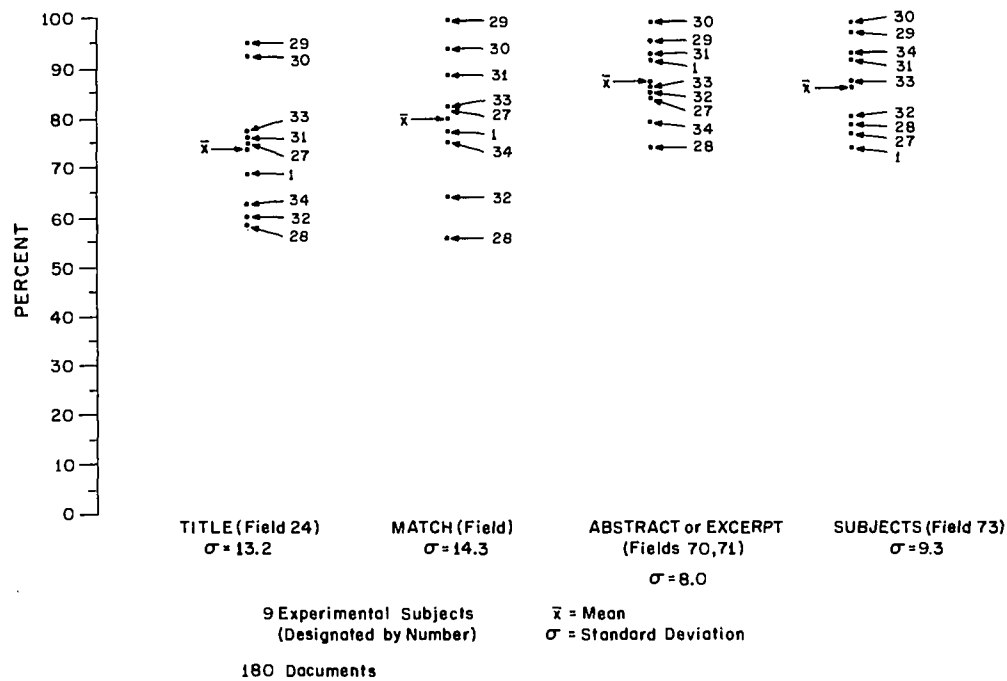 PERCENT
100
90
80
70
60
50
40
30
20
10
0
29
30
33
31
x̄
27
1
34
32
28
TITLE (Field 24)
σ = 13.2
29
30
31
33
27
x̄
1
34
32
28
MATCH (Field)
σ = 14.3
30
29
31
1
x̄
33
32
27
34
28
ABSTRACT or EXCERPT
(Fields 70,71)
σ = 8.0
30
29
34
31
33
x̄
32
28
27
1
SUBJECTS (Field 73)
σ = 9.3
9 Experimental Subjects
(Designated by Number)
x̄ = Mean
σ = Standard Deviation
180 Documents